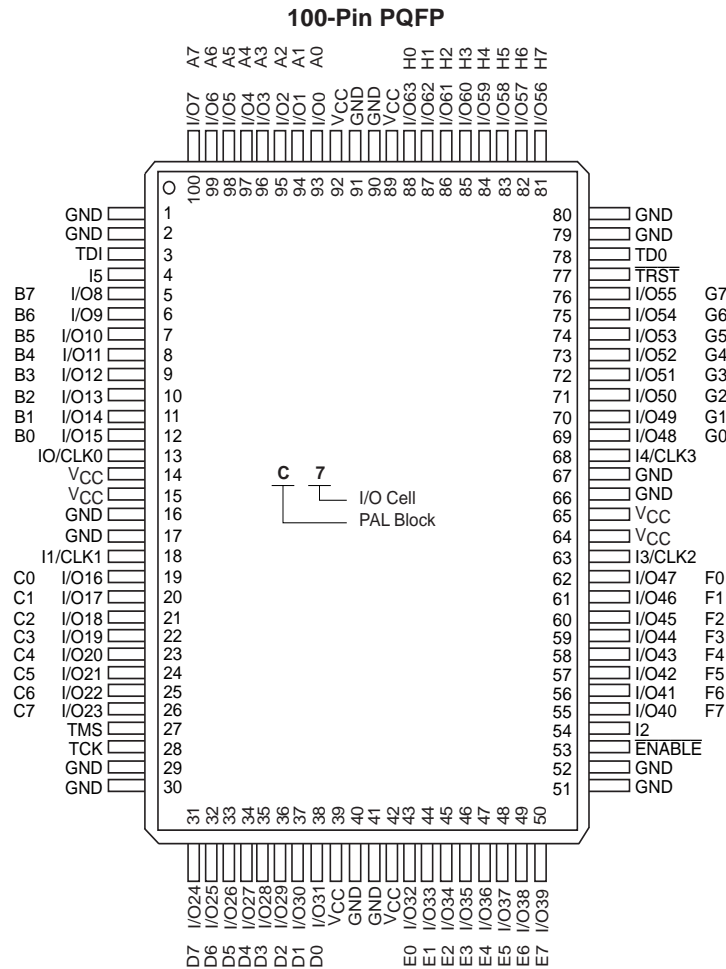 100-Pin PQFP
A7 A6 A5 A4 A3 A2 A1 A0 H0 H1 H2 H3 H4 H5 H6 H7
I/O7 I/O6 I/O5 I/O4 I/O3 I/O2 I/O1 I/O0 VCC GND GND VCC I/O63 I/O62 I/O61 I/O60 I/O59 I/O58 I/O57 I/O56
100 99 98 97 96 95 94 93 92 91 90 89 88 87 86 85 84 83 82 81
GND 1 80 GND
GND 2 79 GND
TDI 3 78 TD0
I5 4 77 TRST
B7 I/O8 5 76 I/O55 G7
B6 I/O9 6 75 I/O54 G6
B5 I/O10 7 74 I/O53 G5
B4 I/O11 8 73 I/O52 G4
B3 I/O12 9 72 I/O51 G3
B2 I/O13 10 71 I/O50 G2
B1 I/O14 11 70 I/O49 G1
B0 I/O15 12 69 I/O48 G0
IO/CLK0 13 68 I4/CLK3
VCC 14 67 GND
VCC 15 66 GND
GND 16 65 VCC
GND 17 64 VCC
I1/CLK1 18 63 I3/CLK2
C0 I/O16 19 62 I/O47 F0
C1 I/O17 20 61 I/O46 F1
C2 I/O18 21 60 I/O45 F2
C3 I/O19 22 59 I/O44 F3
C4 I/O20 23 58 I/O43 F4
C5 I/O21 24 57 I/O42 F5
C6 I/O22 25 56 I/O41 F6
C7 I/O23 26 55 I/O40 F7
TMS 27 54 I2
TCK 28 53 ENABLE
GND 29 52 GND
GND 30 51 GND
C 7
I/O Cell
PAL Block
31 32 33 34 35 36 37 38 39 40 41 42 43 44 45 46 47 48 49 50
I/O24 I/O25 I/O26 I/O27 I/O28 I/O29 I/O30 I/O31 VCC GND GND VCC I/O32 I/O33 I/O34 I/O35 I/O36 I/O37 I/O38 I/O39
D7 D6 D5 D4 D3 D2 D1 D0 E0 E1 E2 E3 E4 E5 E6 E7